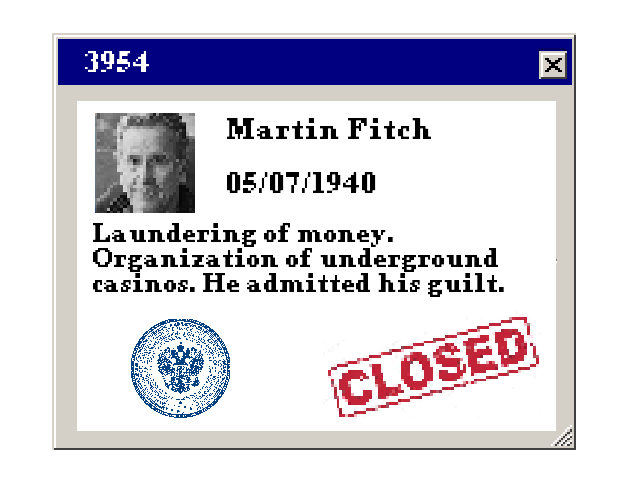 3954
Martin Fitch
05/07/1940
Laundering of money.
Organization of underground
casinos. He admitted his guilt.
CLOSED